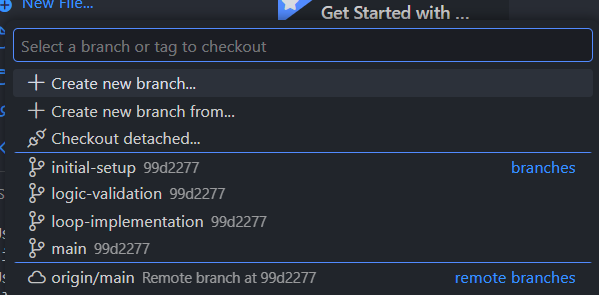 New File...
Get Started with ...
Select a branch or tag to checkout
Create new branch...
Create new branch from...
Checkout detached...
initial-setup 99d2277 branches
logic-validation 99d2277
loop-implementation 99d2277
main 99d2277
origin/main Remote branch at 99d2277 remote branches